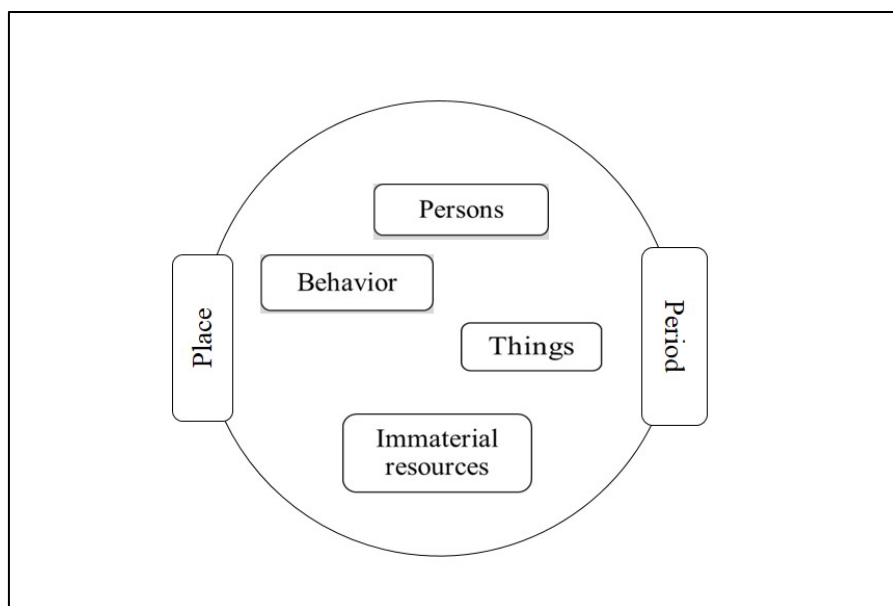 Persons
Behavior
Place
Period
Things
Immaterial
resources